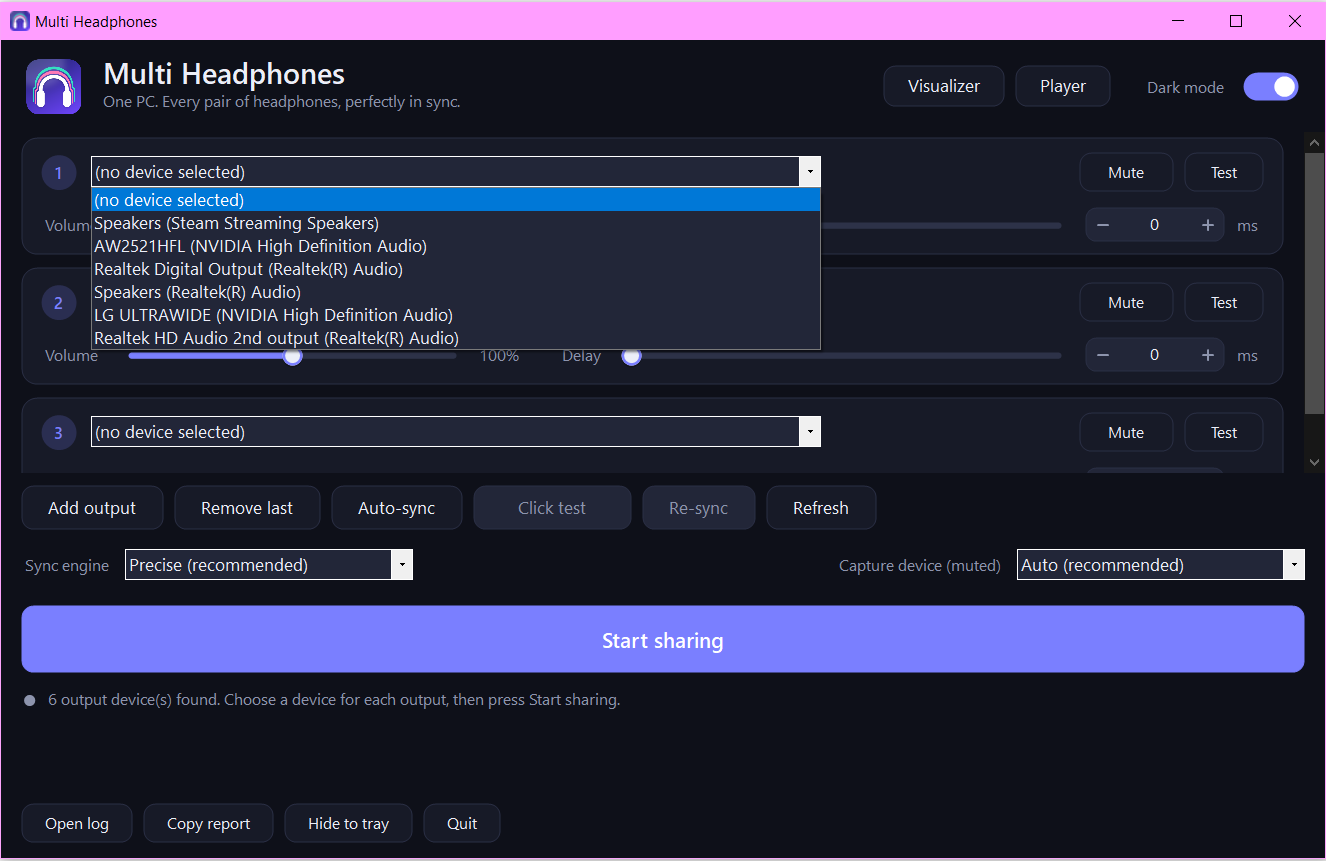 Multi Headphones
Multi Headphones
One PC. Every pair of headphones, perfectly in sync.
Visualizer
Player
Dark mode
1
(no device selected)
Mute
Test
(no device selected)
Speakers (Steam Streaming Speakers)
AW2521HFL (NVIDIA High Definition Audio)
Realtek Digital Output (Realtek(R) Audio)
Speakers (Realtek(R) Audio)
LG ULTRAWIDE (NVIDIA High Definition Audio)
Realtek HD Audio 2nd output (Realtek(R) Audio)
Volum
− 0 + ms
2
Mute
Test
Volume
100%
Delay
− 0 + ms
3
(no device selected)
Mute
Test
Add output
Remove last
Auto-sync
Click test
Re-sync
Refresh
Sync engine
Precise (recommended)
Capture device (muted)
Auto (recommended)
Start sharing
6 output device(s) found. Choose a device for each output, then press Start sharing.
Open log
Copy report
Hide to tray
Quit